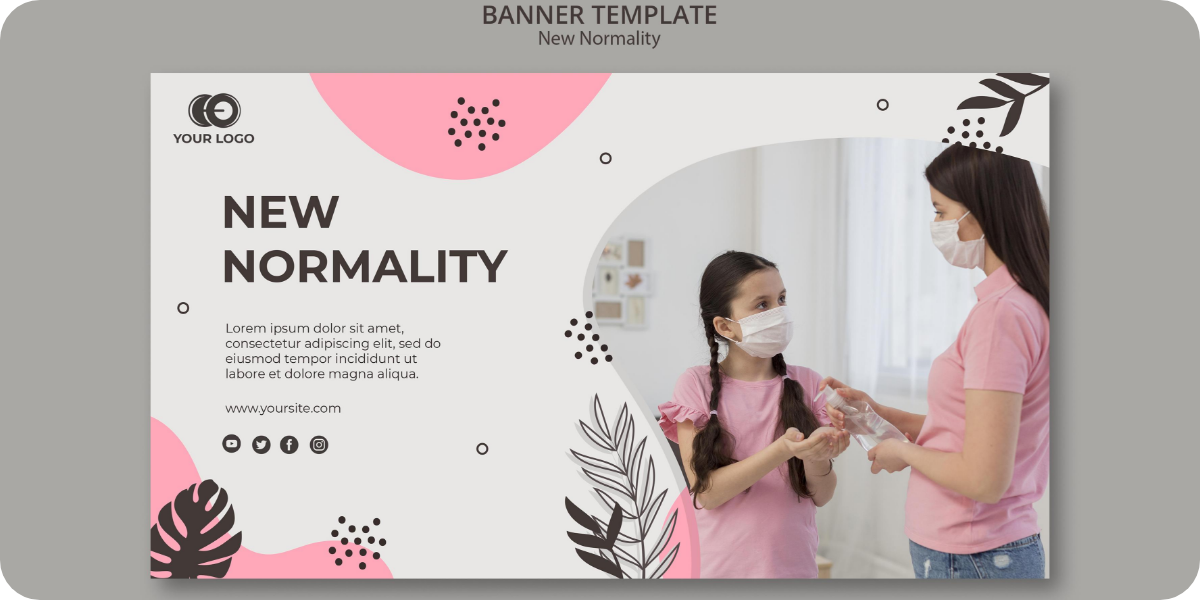 BANNER TEMPLATE
New Normality
YOUR LOGO
NEW
NORMALITY
Lorem ipsum dolor sit amet,
consectetur adipiscing elit, sed do
eiusmod tempor incididunt ut
labore et dolore magna aliqua.
www.yoursite.com